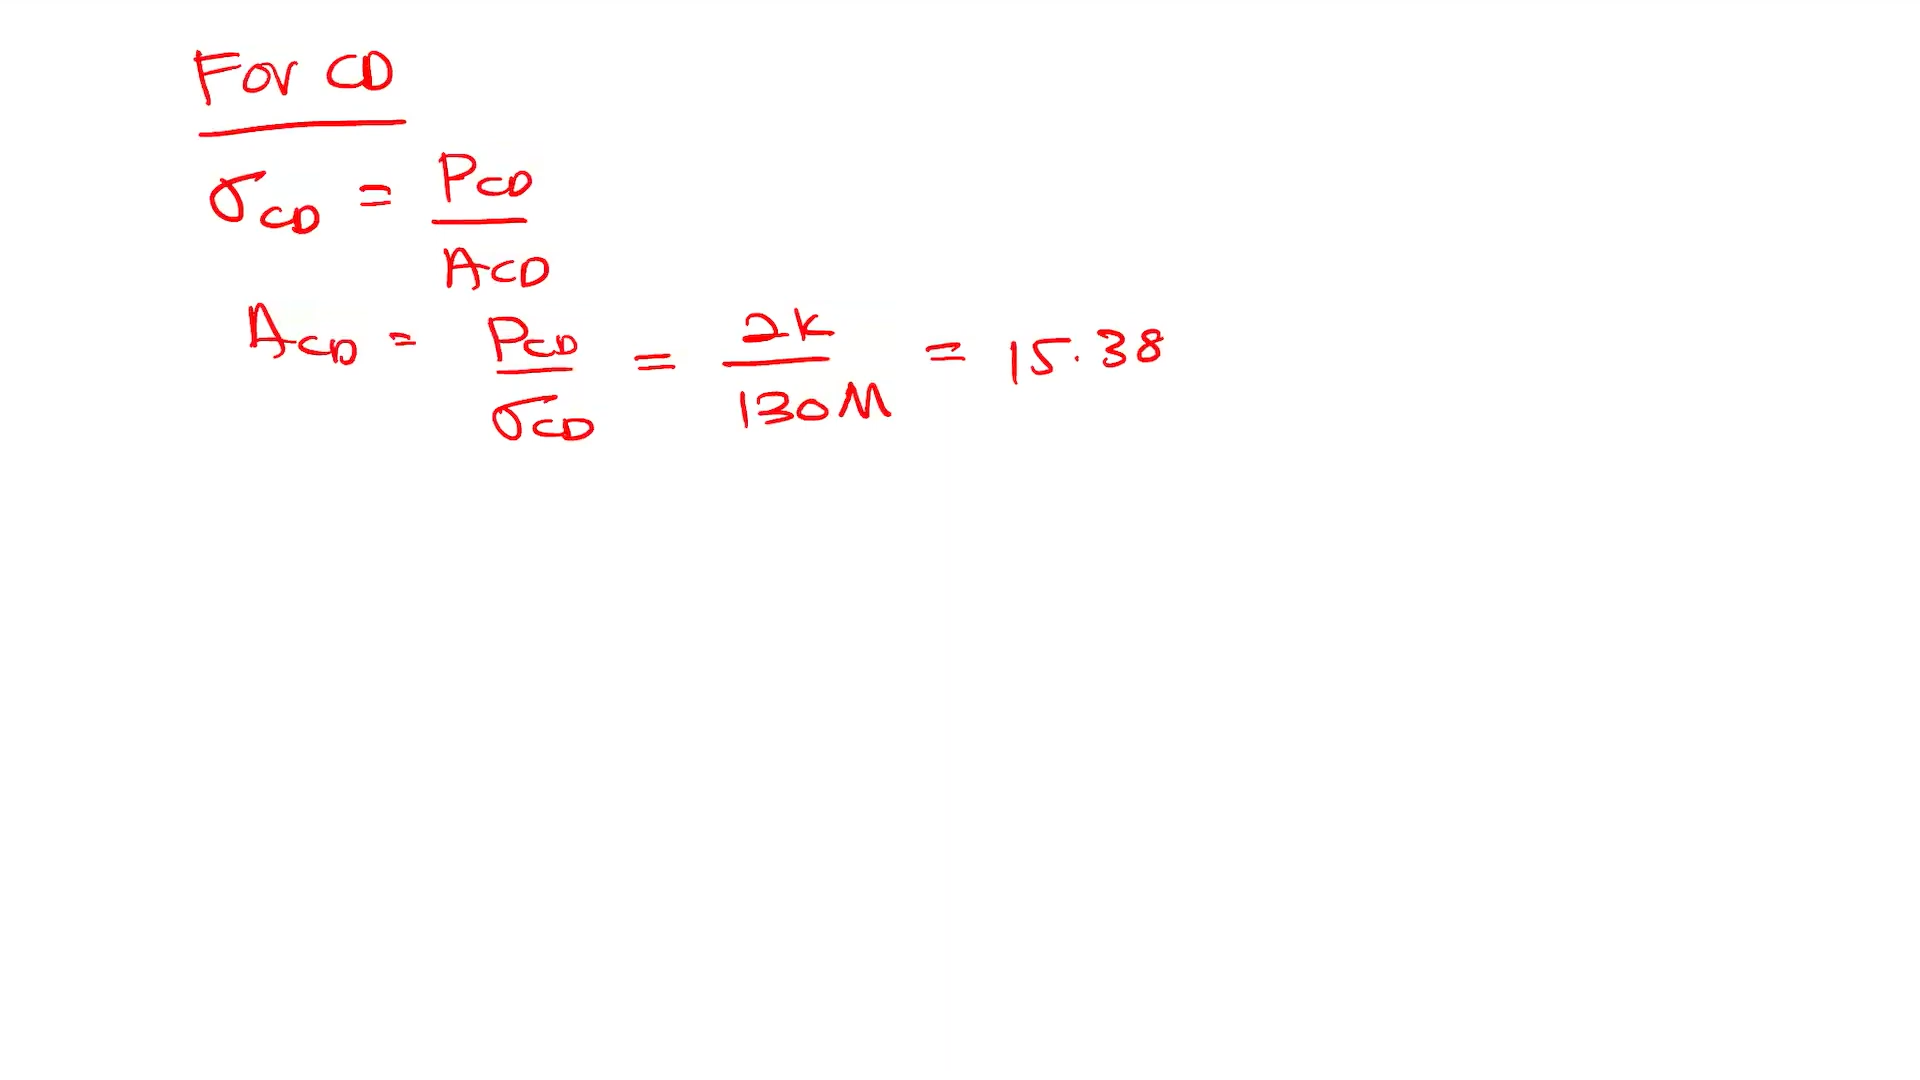 For CD
σCD = PCD / ACD
ACD = PCD / σCD = 2K / 130M = 15.38